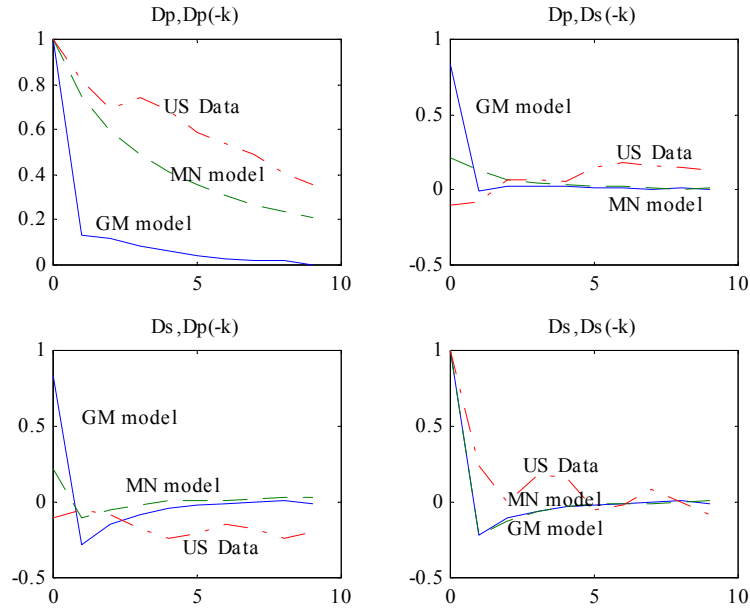 Dp,Dp(-k)
1
0.8
0.6
0.4
0.2
0
0
5
10
US Data
MN model
GM model
Dp,Ds(-k)
1
0.5
0
-0.5
0
5
10
GM model
US Data
MN model
Ds,Dp(-k)
1
0.5
0
-0.5
0
5
10
GM model
MN model
US Data
Ds,Ds(-k)
1
0.5
0
-0.5
0
5
10
US Data
MN model
GM model